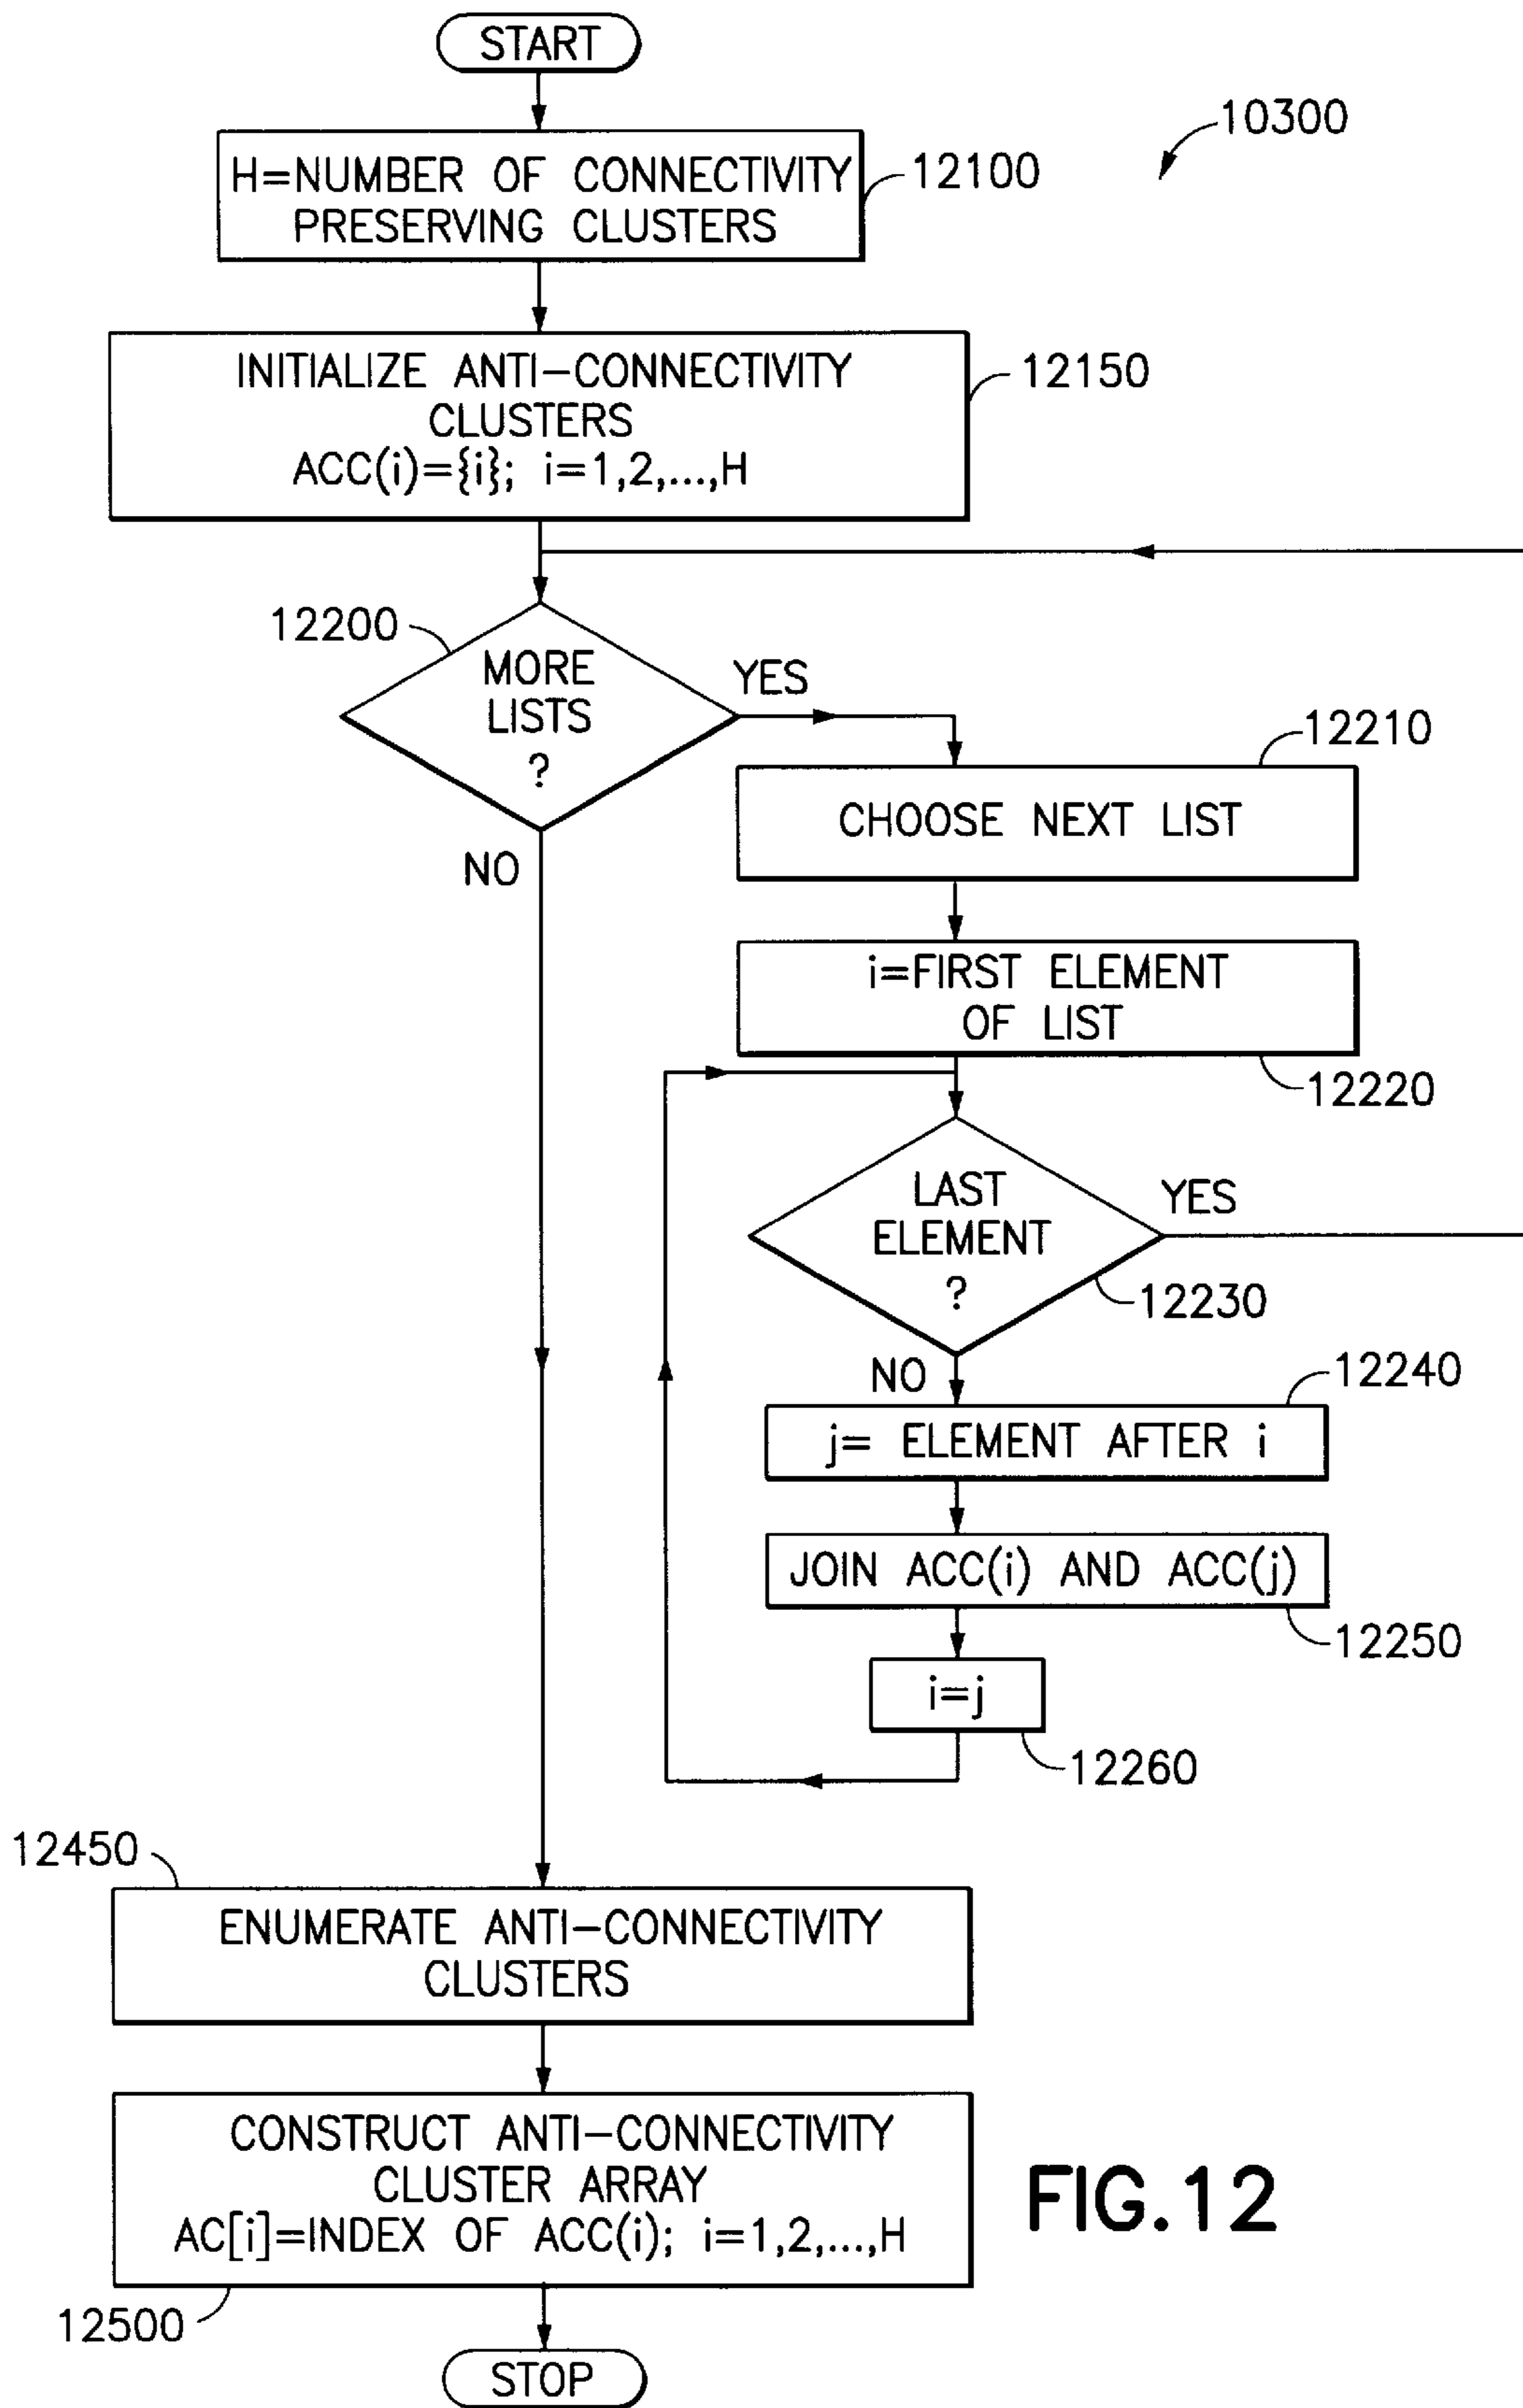 START
10300
H=NUMBER OF CONNECTIVITY
PRESERVING CLUSTERS
12100
INITIALIZE ANTI-CONNECTIVITY
CLUSTERS
ACC(i)={i}; i=1,2,...,H
12150
12200
MORE
LISTS
?
YES
NO
12210
CHOOSE NEXT LIST
i=FIRST ELEMENT
OF LIST
12220
LAST
ELEMENT
?
YES
12230
NO
12240
j= ELEMENT AFTER i
JOIN ACC(i) AND ACC(j)
12250
i=j
12260
12450
ENUMERATE ANTI-CONNECTIVITY
CLUSTERS
CONSTRUCT ANTI-CONNECTIVITY
CLUSTER ARRAY
AC[i]=INDEX OF ACC(i); i=1,2,...,H
12500
STOP
FIG.12